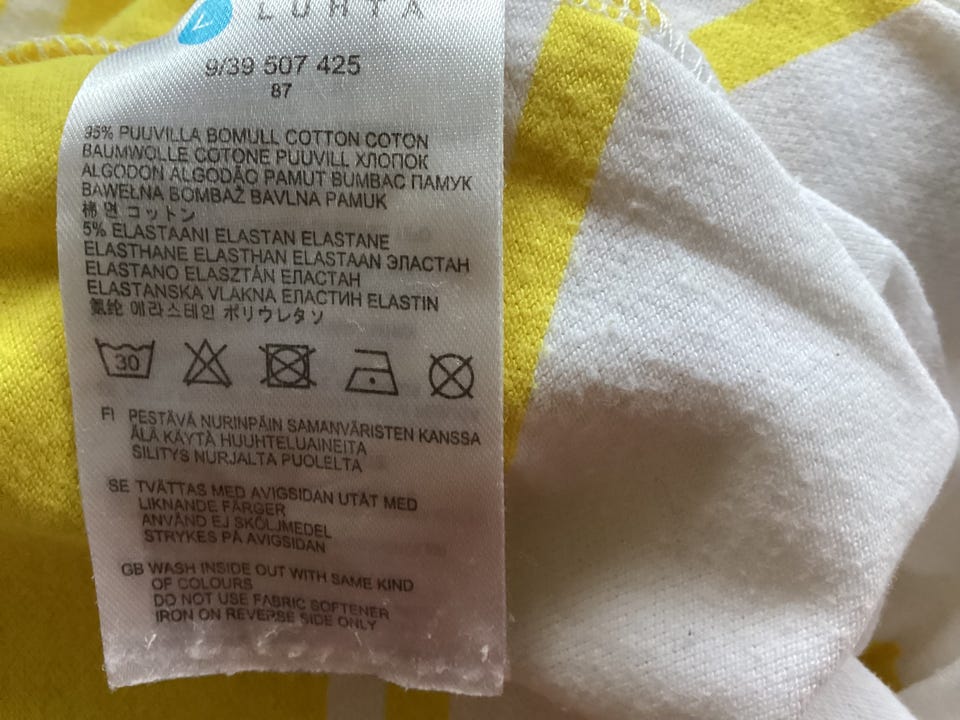 LUHTA
9/39 507 425
87
95% PUUVILLA BOMULL COTTON COTON
BAUMWOLLE COTONE PUUVILL ХЛОПОК
ALGODON ALGODÃO PAMUT BUMBAC ПАМУК
BAWEŁNA BOMBAŽ BAVLNA PAMUK
棉 면 コットン
5% ELASTAANI ELASTAN ELASTANE
ELASTHANE ELASTHAN ELASTAAN ЭЛАСТАН
ELASTANO ELASZTÁN ЕЛАСТАН
ELASTANSKA VLAKNA ЕЛАСТИН ELASTIN
氨纶 에라스테인 ポリウレタソ
30
FI PESTÄVÄ NURINPÄIN SAMANVÄRISTEN KANSSA
ÄLÄ KÄYTÄ HUUHTELUAINEITA
SILITYS NURJALTA PUOLELTA
SE TVÄTTAS MED AVIGSIDAN UTÅT MED
LIKNANDE FÄRGER
ANVÄND EJ SKÖLJMEDEL
STRYKES PÅ AVIGSIDAN
GB WASH INSIDE OUT WITH SAME KIND
OF COLOURS
DO NOT USE FABRIC SOFTENER
IRON ON REVERSE SIDE ONLY